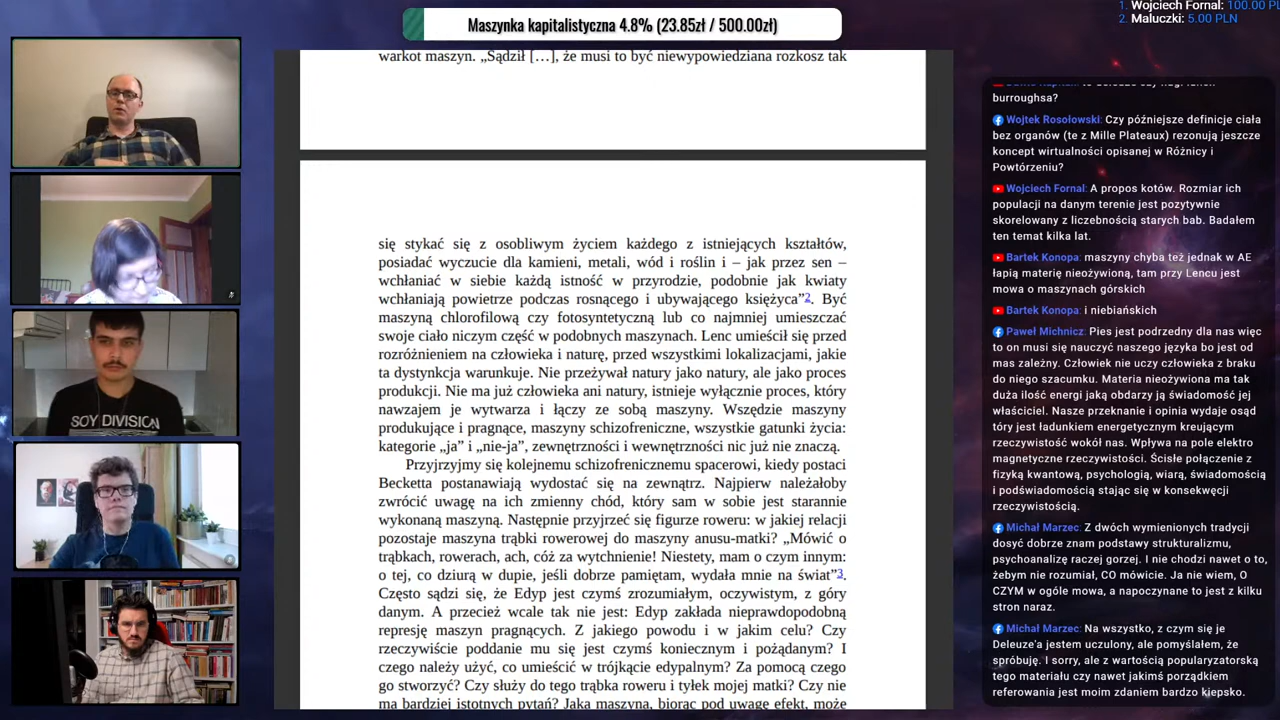 Maszynka kapitalistyczna 4.8% (23.85zł / 500.00zł)
1. Wojciech Fornal: 100.00 PL
2. Maluczki: 5.00 PLN
warkot maszyn. „Sądził […], że musi to być niewypowiedziana rozkosz tak
się stykać się z osobliwym życiem każdego z istniejących kształtów,
posiadać wyczucie dla kamieni, metali, wód i roślin i – jak przez sen –
wchłaniać w siebie każdą istność w przyrodzie, podobnie jak kwiaty
wchłaniają powietrze podczas rosnącego i ubywającego księżyca”2. Być
maszyną chlorofilową czy fotosyntetyczną lub co najmniej umieszczać
swoje ciało niczym część w podobnych maszynach. Lenc umieścił się przed
rozróżnieniem na człowieka i naturę, przed wszystkimi lokalizacjami, jakie
ta dystynkcja warunkuje. Nie przeżywał natury jako natury, ale jako proces
produkcji. Nie ma już człowieka ani natury, istnieje wyłącznie proces, który
nawzajem je wytwarza i łączy ze sobą maszyny. Wszędzie maszyny
produkujące i pragnące, maszyny schizofreniczne, wszystkie gatunki życia:
kategorie „ja” i „nie-ja”, zewnętrzności i wewnętrzności nic już nie znaczą.
Przyjrzyjmy się kolejnemu schizofrenicznemu spacerowi, kiedy postaci
Becketta postanawiają wydostać się na zewnątrz. Najpierw należałoby
zwrócić uwagę na ich zmienny chód, który sam w sobie jest starannie
wykonaną maszyną. Następnie przyjrzeć się figurze roweru: w jakiej relacji
pozostaje maszyna trąbki rowerowej do maszyny anusu-matki? „Mówić o
trąbkach, rowerach, ach, cóż za wytchnienie! Niestety, mam o czym innym:
o tej, co dziurą w dupie, jeśli dobrze pamiętam, wydała mnie na świat”3.
Często sądzi się, że Edyp jest czymś zrozumiałym, oczywistym, z góry
danym. A przecież wcale tak nie jest: Edyp zakłada nieprawdopodobną
represję maszyn pragnących. Z jakiego powodu i w jakim celu? Czy
rzeczywiście poddanie mu się jest czymś koniecznym i pożądanym? I
czego należy użyć, co umieścić w trójkącie edypalnym? Za pomocą czego
go stworzyć? Czy służy do tego trąbka roweru i tyłek mojej matki? Czy nie
ma bardziej istotnych pytań? Jaka maszyna, biorąc pod uwagę efekt, może
burroughsa?
Wojtek Rosołowski: Czy późniejsze definicje ciała
bez organów (te z Mille Plateaux) rezonują jeszcze
koncept wirtualności opisanej w Różnicy i
Powtórzeniu?
Wojciech Fornal: A propos kotów. Rozmiar ich
populacji na danym terenie jest pozytywnie
skorelowany z liczebnością starych bab. Badałem
ten temat kilka lat.
Bartek Konopa: maszyny chyba też jednak w AE
łapią materię nieożywioną, tam przy Lencu jest
mowa o maszynach górskich
Bartek Konopa: i niebiańskich
Paweł Michnicz: Pies jest podrzedny dla nas więc
to on musi się nauczyć naszego języka bo jest od
mas zależny. Człowiek nie uczy człowieka z braku
do niego szacumku. Materia nieożywiona ma tak
duża ilość energi jaką obdarzy ją świadomość jej
właściciel. Nasze przeknanie i opinia wydaje osąd
tóry jest ładunkiem energetycznym kreującym
rzeczywistość wokół nas. Wpływa na pole elektro
magnetyczne rzeczywistości. Ścisłe połączenie z
fizyką kwantową, psychologią, wiarą, świadomością
i podświadomością stając się w konsekwęcji
rzeczywistością.
Michał Marzec: Z dwóch wymienionych tradycji
dosyć dobrze znam podstawy strukturalizmu,
psychoanalizę raczej gorzej. I nie chodzi nawet o to,
żebym nie rozumiał, CO mówicie. Ja nie wiem, O
CZYM w ogóle mowa, a napoczynane to jest z kilku
stron naraz.
Michał Marzec: Na wszystko, z czym się je
Deleuze'a jestem uczulony, ale pomyślałem, że
spróbuję. I sorry, ale z wartością popularyzatorską
tego materiału czy nawet jakimś porządkiem
referowania jest moim zdaniem bardzo kiepsko.
SOY DIVISION